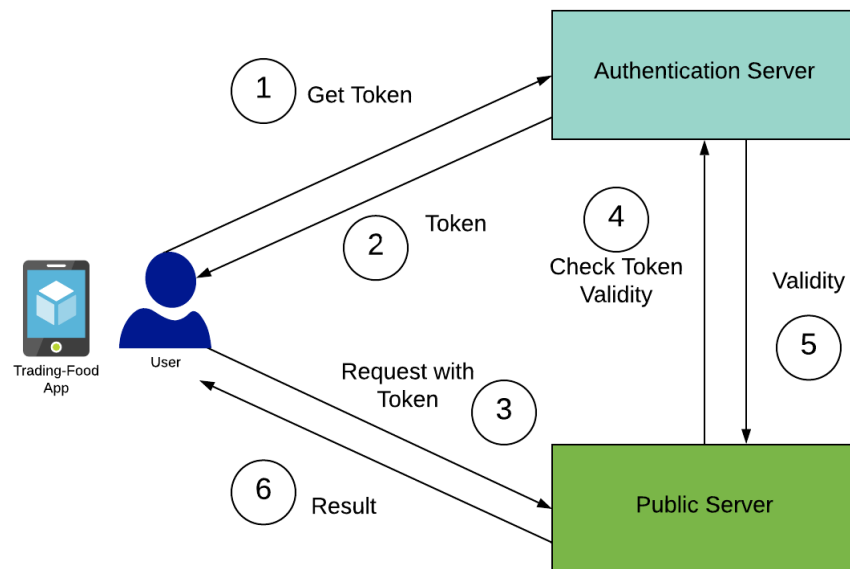 Authentication Server
1
Get Token
2
Token
4
Check Token
Validity
Validity
5
Trading-Food
App
User
Request with
Token
3
6
Result
Public Server